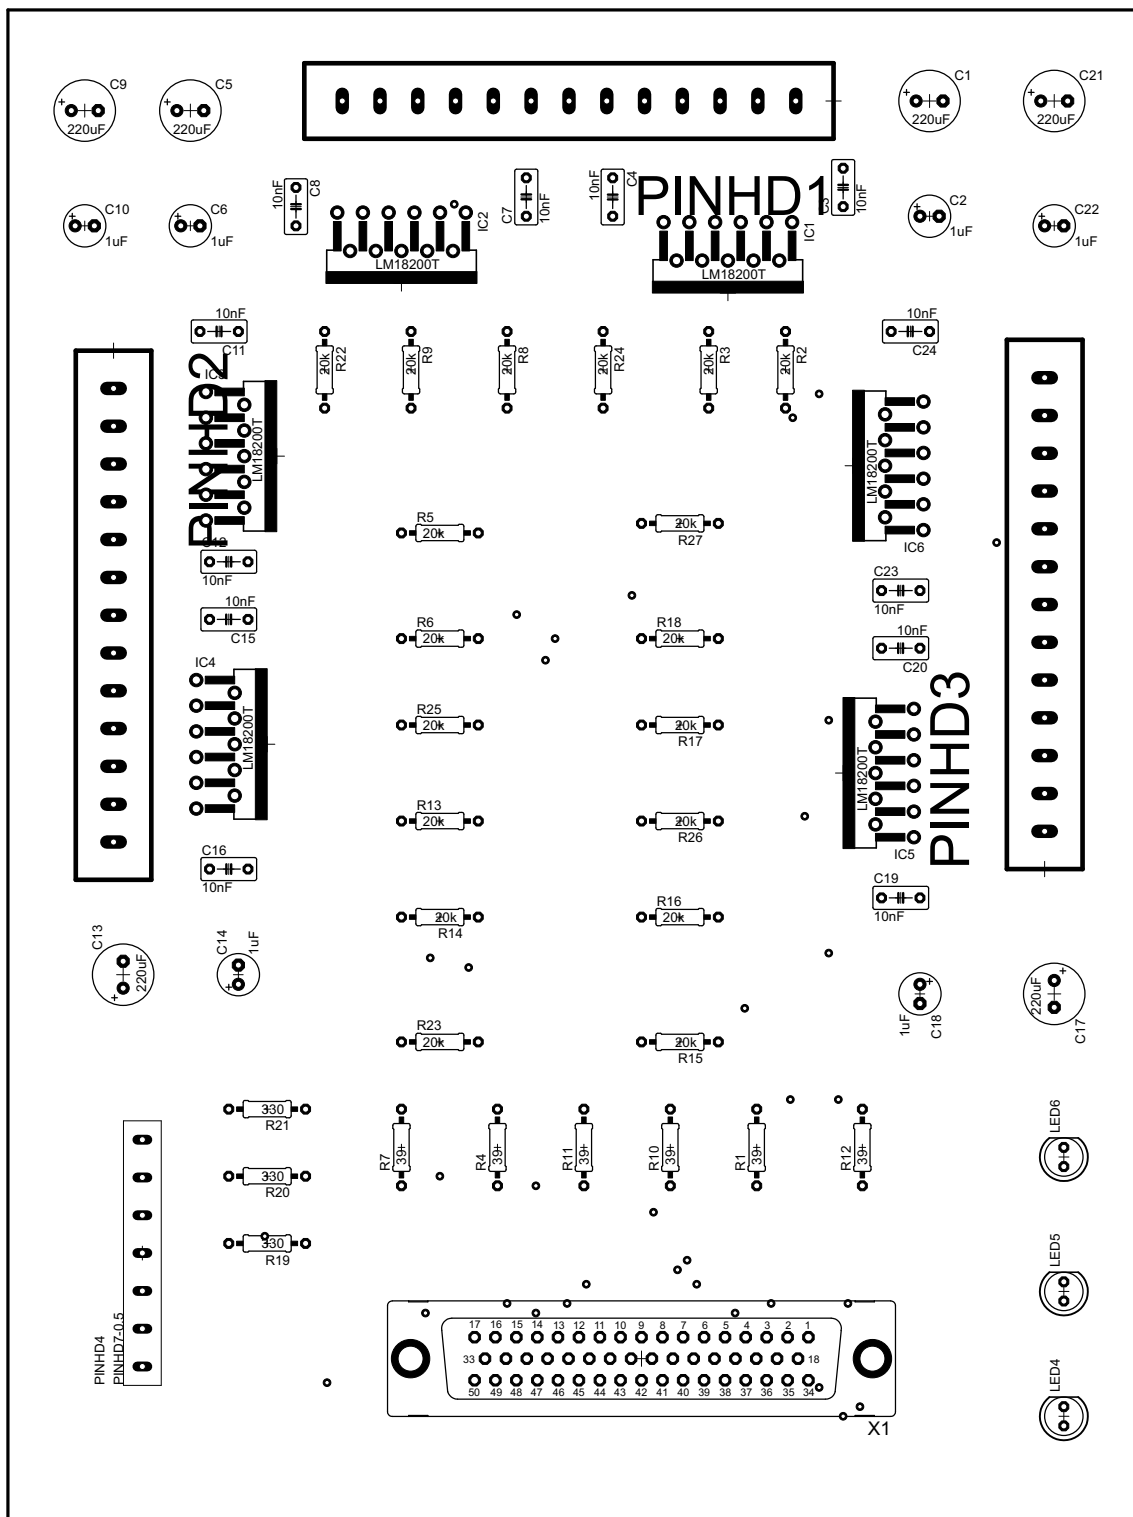 C9
220uF
C5
220uF
C1
220uF
C21
220uF
C10
1uF
C6
1uF
10nF
C8
C7
10nF
10nF
C4
PINHD1
C3
10nF
C2
1uF
C22
1uF
IC2
LM18200T
IC1
LM18200T
10nF
C11
10nF
C24
20k
R22
20k
R9
20k
R8
20k
R24
20k
R3
20k
R2
PINHD2
IC3
LM18200T
LM18200T
IC6
R5
20k
20k
R27
C12
10nF
C23
10nF
10nF
C15
R6
20k
R18
20k
10nF
C20
IC4
LM18200T
R25
20k
20k
R17
LM18200T
IC5
PINHD3
R13
20k
20k
R26
C16
10nF
C19
10nF
20k
R14
R16
20k
C13
220uF
C14
1uF
1uF
C18
220uF
C17
R23
20k
20k
R15
330
R21
330
R20
330
R19
R7
39
R4
39
R11
39
R10
39
R1
39
R12
39
LED6
LED5
LED4
PINHD4
PINHD7-0.5
17 16 15 14 13 12 11 10 9 8 7 6 5 4 3 2 1
33 18
50 49 48 47 46 45 44 43 42 41 40 39 38 37 36 35 34
X1